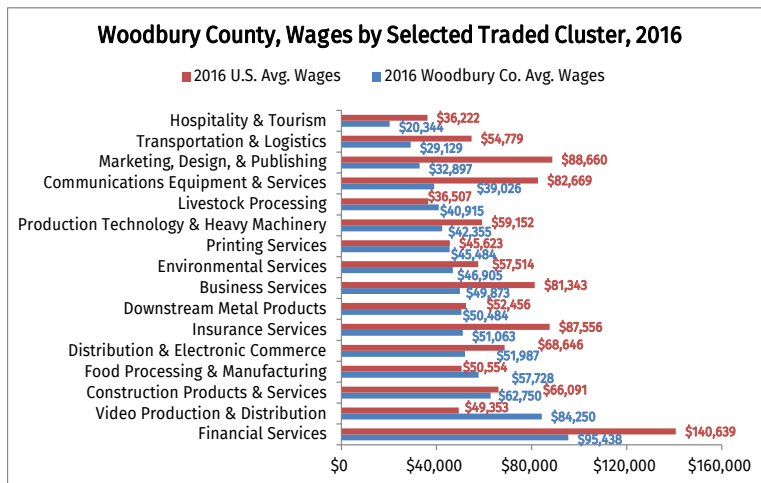 Woodbury County, Wages by Selected Traded Cluster, 2016
2016 U.S. Avg. Wages 2016 Woodbury Co. Avg. Wages
Hospitality & Tourism $36,222
$20,344
Transportation & Logistics $54,779
$29,129
Marketing, Design, & Publishing $88,660
$32,897
Communications Equipment & Services $82,669
$39,026
Livestock Processing $36,507
$40,915
Production Technology & Heavy Machinery $59,152
$42,355
Printing Services $45,623
$45,484
Environmental Services $57,514
$46,905
Business Services $81,343
$49,873
Downstream Metal Products $52,456
$50,484
Insurance Services $87,556
$51,063
Distribution & Electronic Commerce $68,646
$51,987
Food Processing & Manufacturing $50,554
$57,728
Construction Products & Services $66,091
$62,750
Video Production & Distribution $49,353
$84,250
Financial Services $140,639
$95,438
$0 $40,000 $80,000 $120,000 $160,000